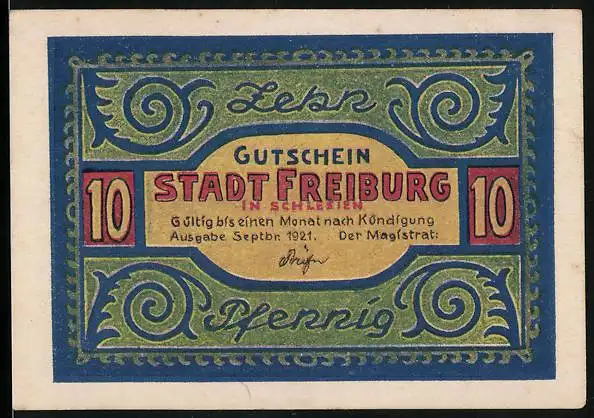 Zehn
GUTSCHEIN
10 STADT FREIBURG 10
IN SCHLESIEN
Gültig bis einen Monat nach Kündigung
Ausgabe Septbr. 1921. Der Magistrat:
Pfennig